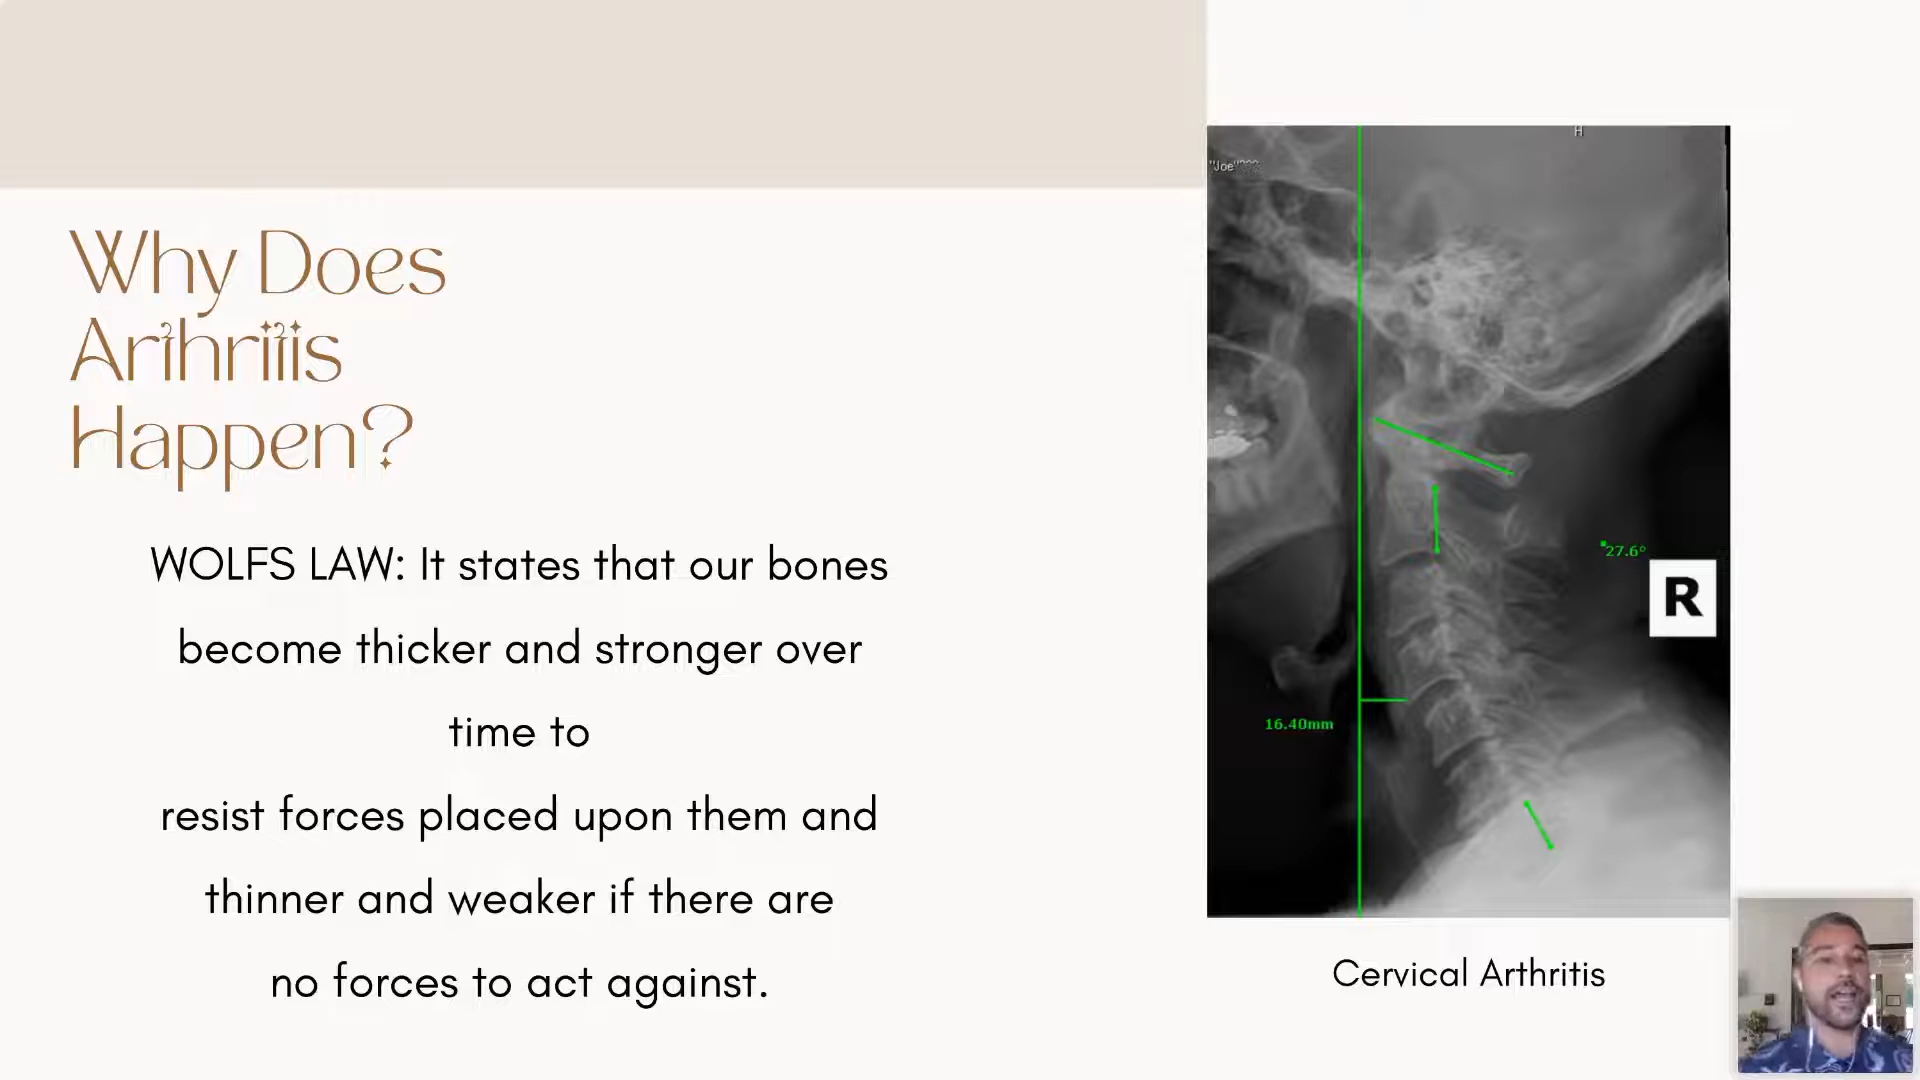 Why Does
Arthritis
Happen?
WOLFS LAW: It states that our bones
become thicker and stronger over
time to
resist forces placed upon them and
thinner and weaker if there are
no forces to act against.
H
"Joe"
27.6°
R
16.40mm
Cervical Arthritis